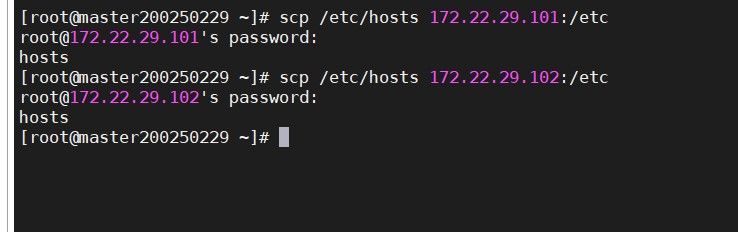 [root@master200250229 ~]# scp /etc/hosts 172.22.29.101:/etc
root@172.22.29.101's password:
hosts
[root@master200250229 ~]# scp /etc/hosts 172.22.29.102:/etc
root@172.22.29.102's password:
hosts
[root@master200250229 ~]#